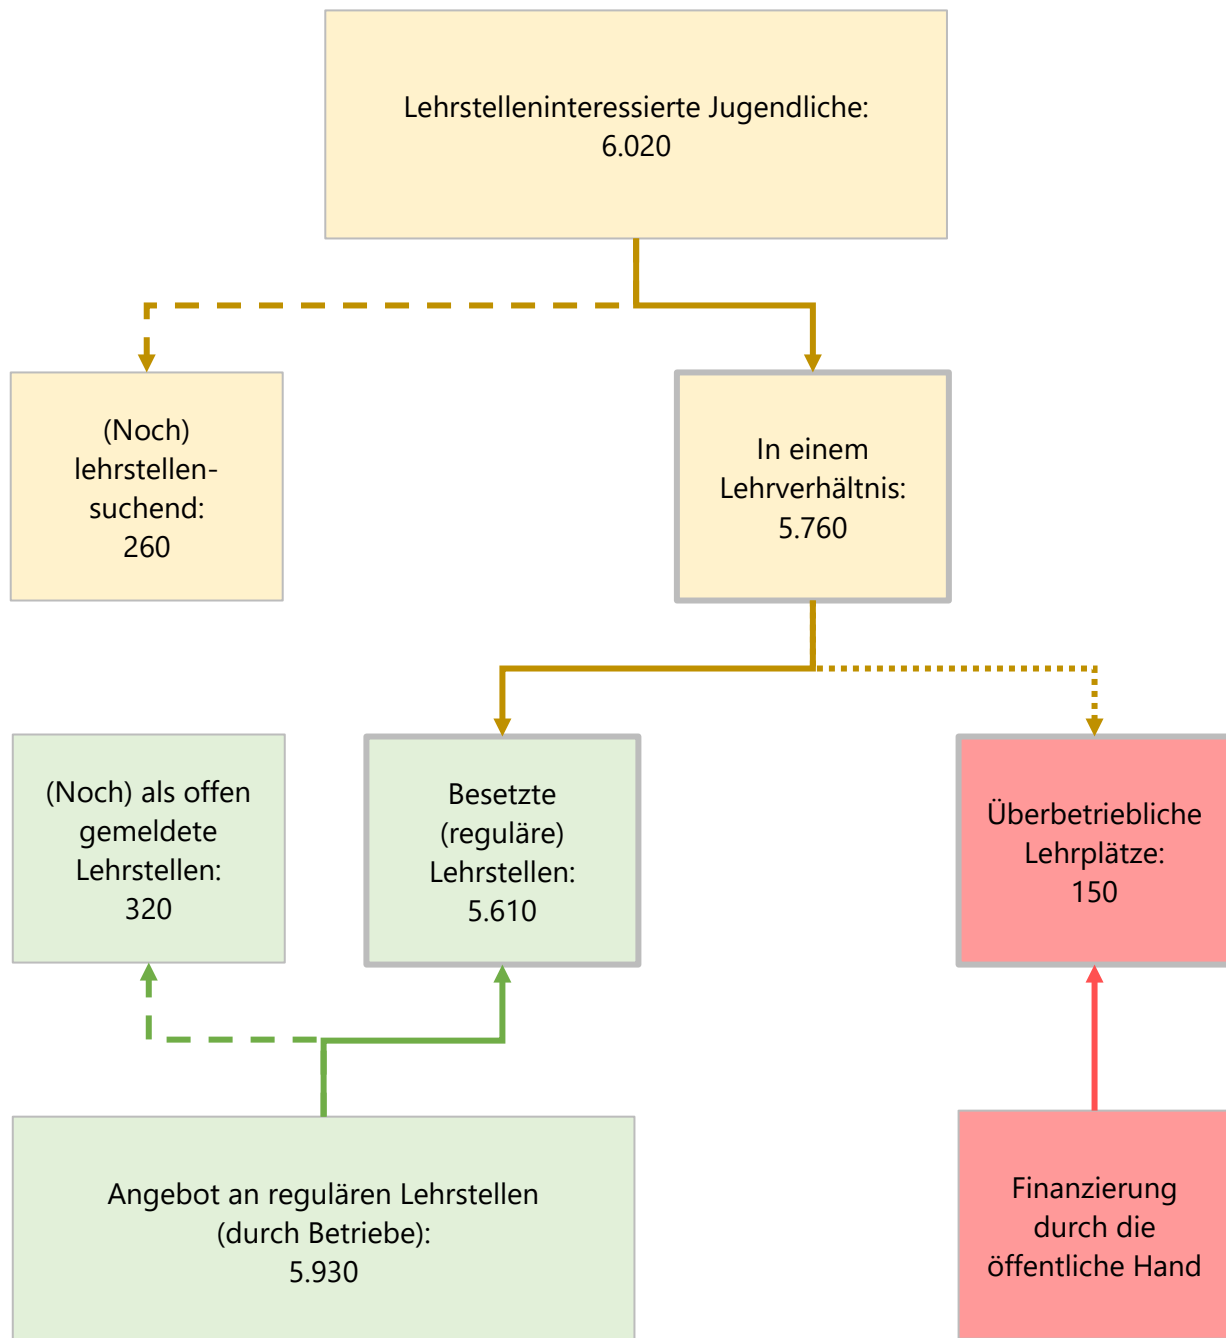 Lehrstelleninteressierte Jugendliche:
6.020
(Noch)
lehrstellen-
suchend:
260
In einem
Lehrverhältnis:
5.760
(Noch) als offen
gemeldete
Lehrstellen:
320
Besetzte
(reguläre)
Lehrstellen:
5.610
Überbetriebliche
Lehrplätze:
150
Angebot an regulären Lehrstellen
(durch Betriebe):
5.930
Finanzierung
durch die
öffentliche Hand